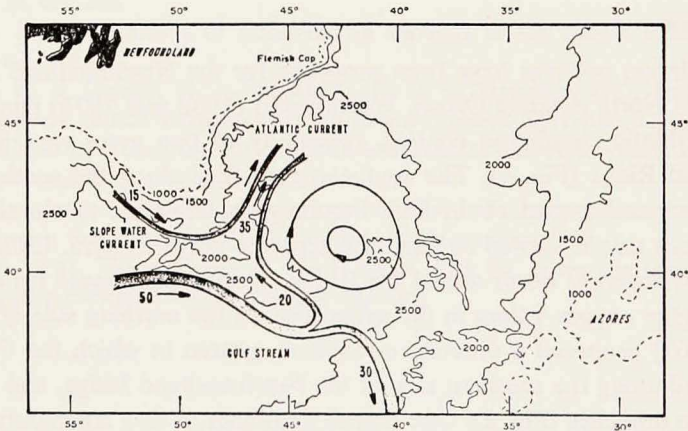 55° 50° 45° 40° 35° 30°
NEWFOUNDLAND
Flemish Cap
2500
45° ATLANTIC CURRENT 45°
2000
15 1000
1500
2500
35
SLOPE WATER
CURRENT
1500
2000
2500
2500
40° 40°
1000
50
20
2500
AZORES
2000
GULF STREAM
30
55° 50° 45° 40° 35° 30°